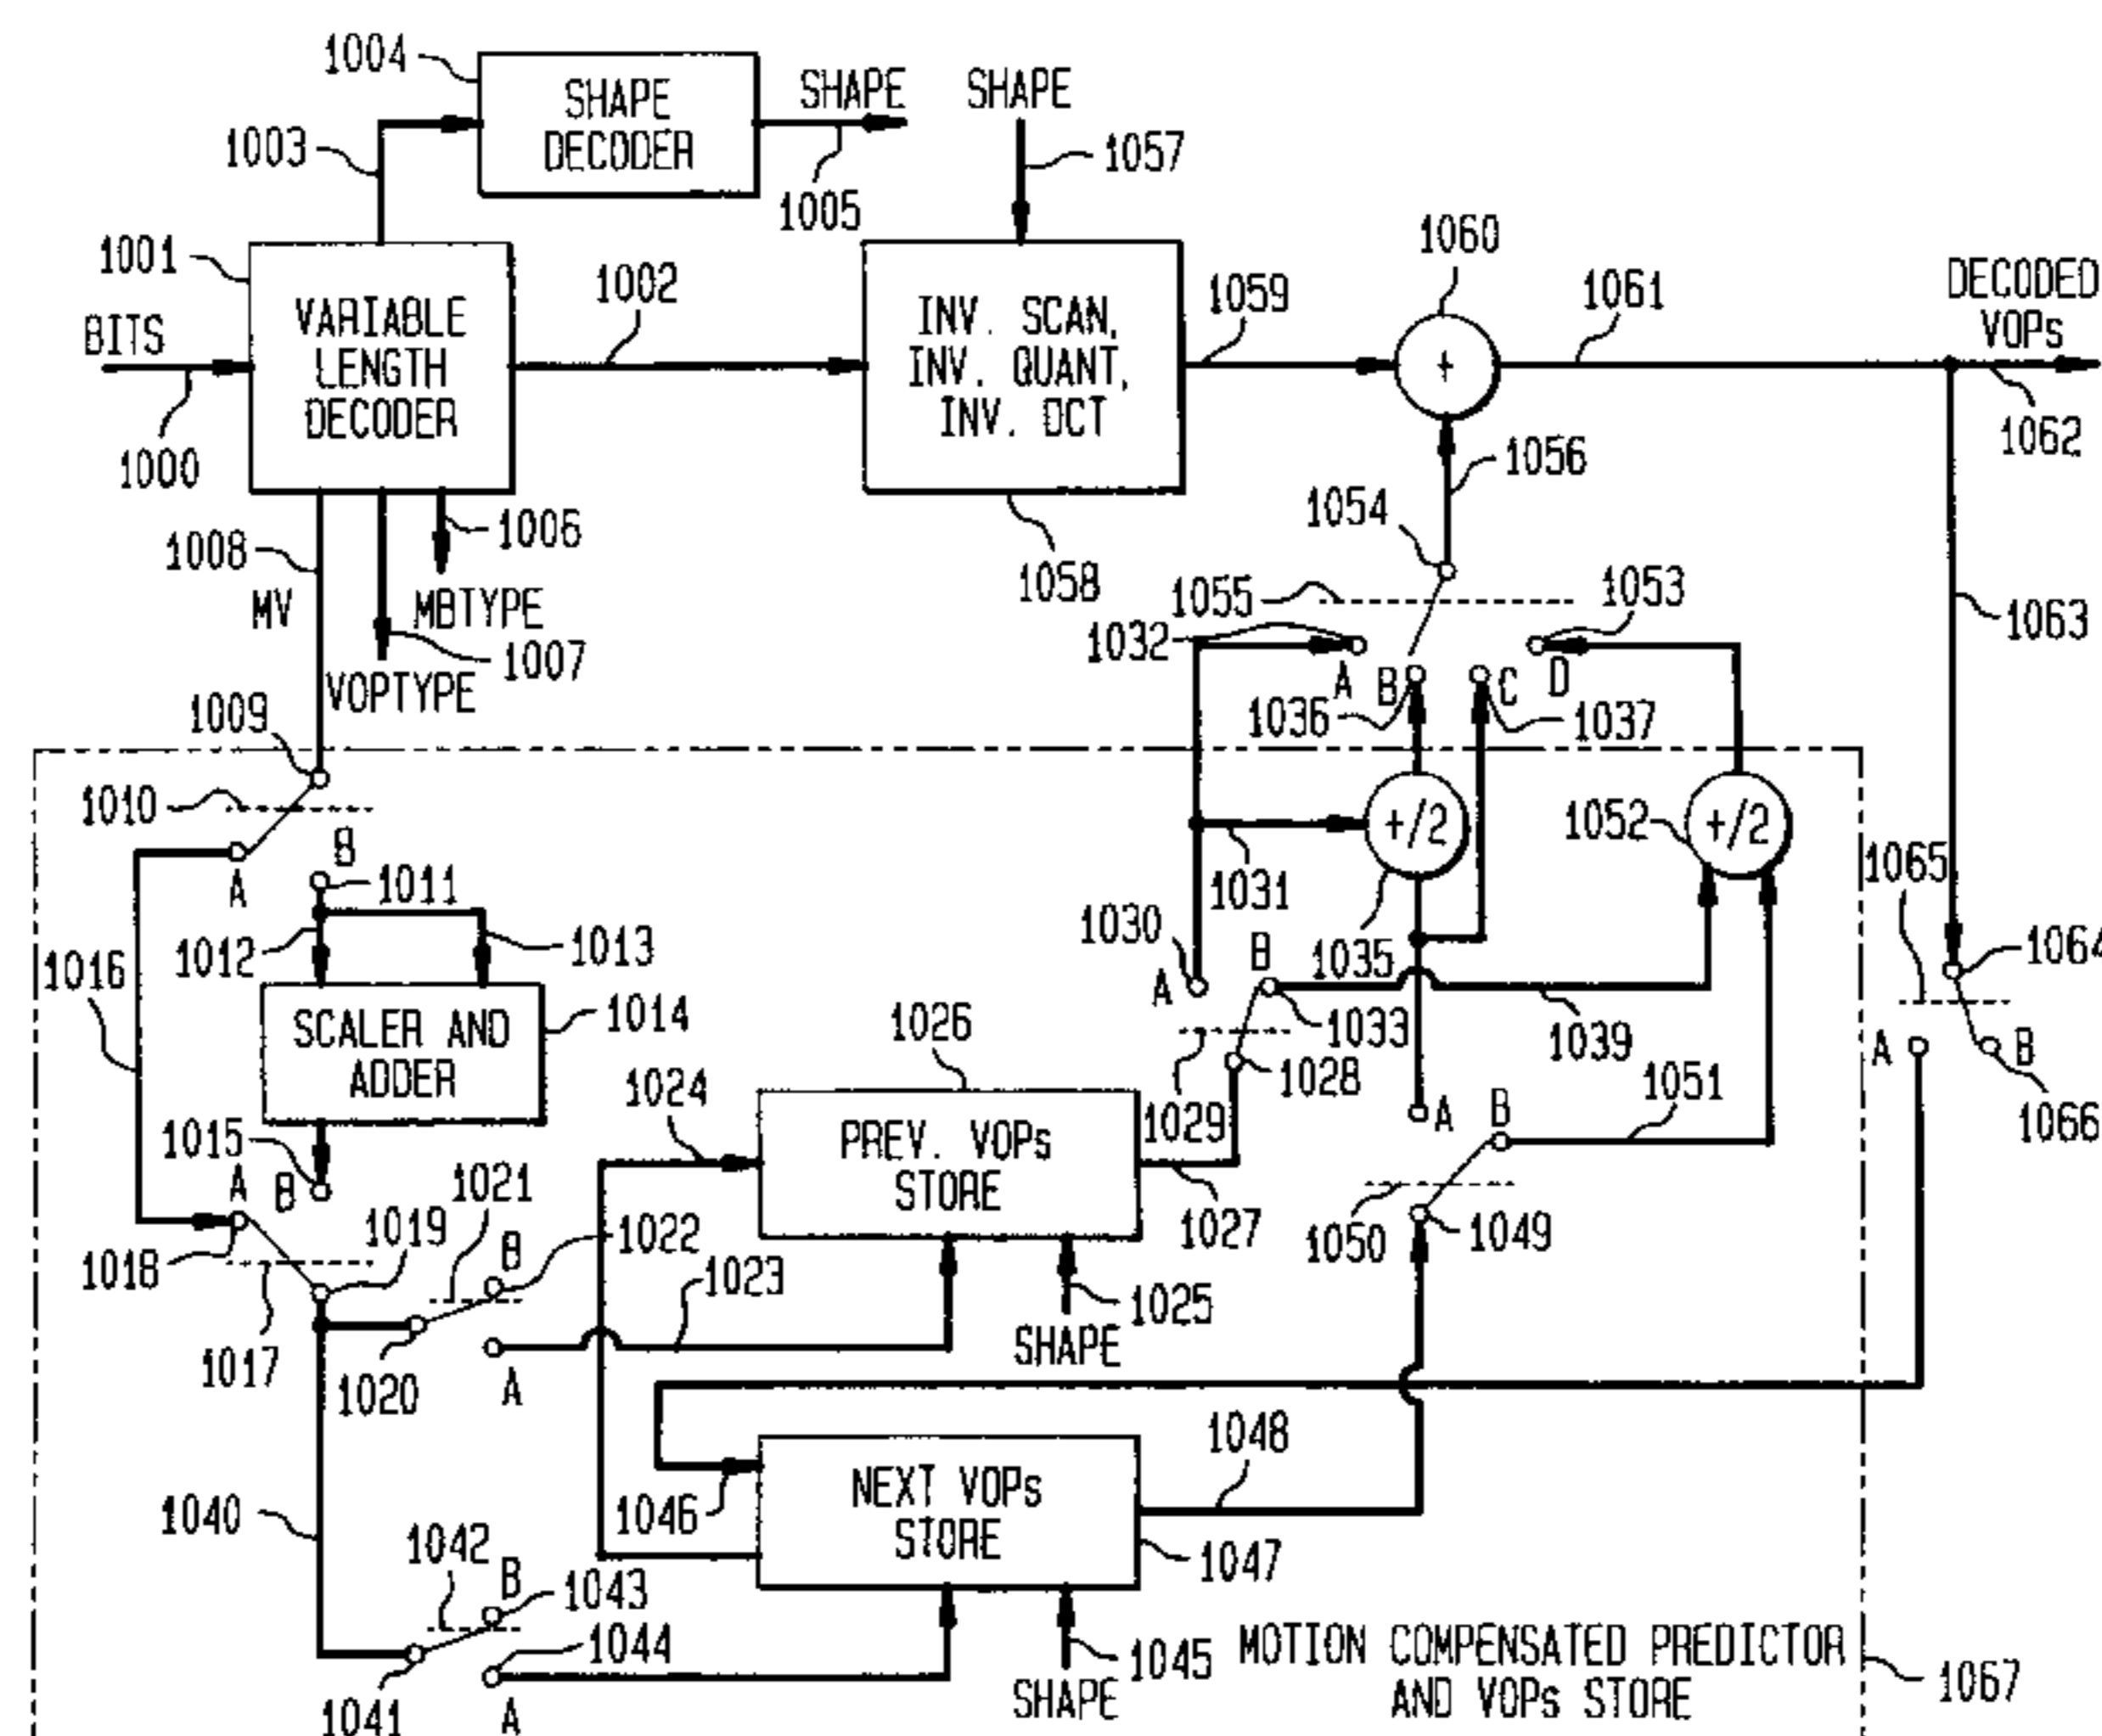 1004
SHAPE
DECODER
SHAPE
SHAPE
1003
1005
1057
1001
VARIABLE
LENGTH
DECODER
BITS
1000
1002
INV. SCAN,
INV. QUANT,
INV. DCT
1058
1059
1060
+
1061
DECODED
VOPs
1062
1056
1054
1008
MV
1006
MBTYPE
1007
VOPTYPE
1055
1032
1053
1063
A
B
C
D
1036
1037
1009
1010
A
B
1011
1012
1013
1016
SCALER AND
ADDER
1014
1015
+/2
1031
1035
+/2
1052
1065
1030
A
B
1033
1039
1064
A
B
1066
1029
1028
1026
1024
PREV. VOPs
STORE
1027
A
B
1051
1050
1049
A
B
1018
1019
1017
1021
B
1022
1020
A
1023
1025
SHAPE
1046
NEXT VOPs
STORE
1048
1047
1040
1042
B
1043
1044
1041
A
1045
SHAPE
MOTION COMPENSATED PREDICTOR
AND VOPs STORE
1067